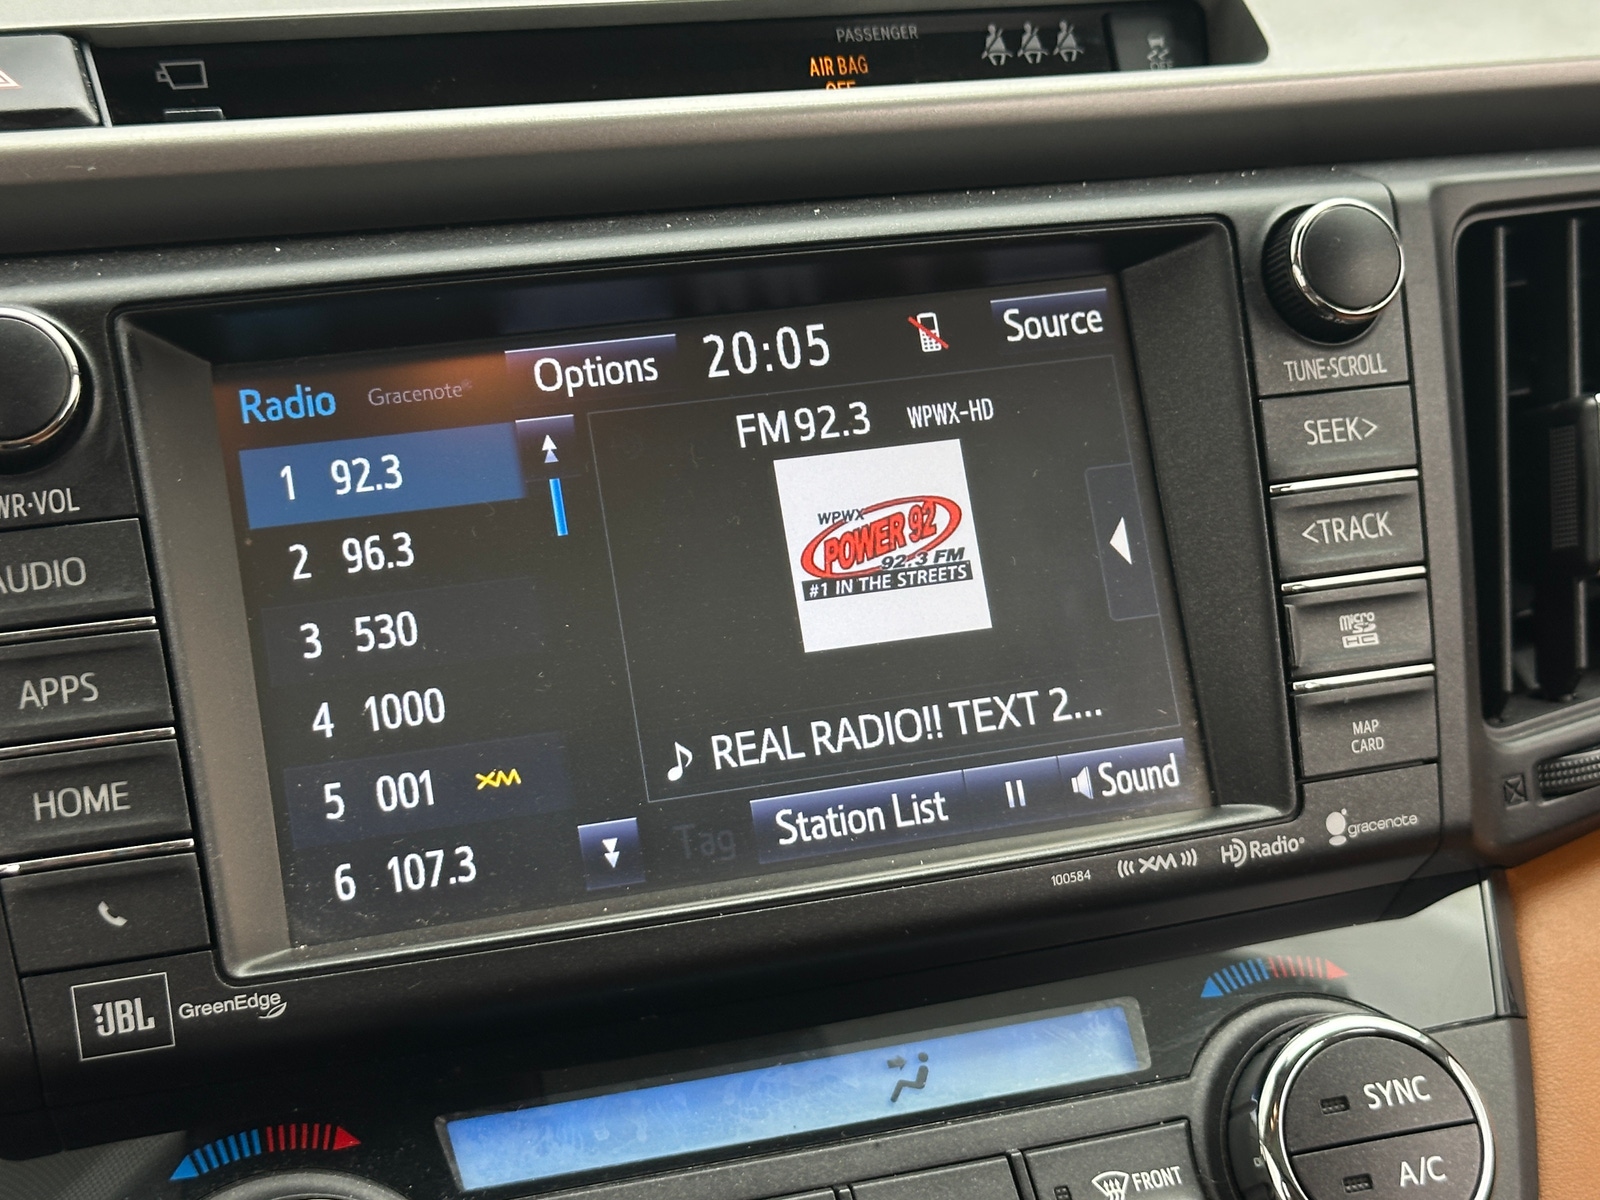 PASSENGER
AIR BAG
OFF
Radio
Gracenote®
Options
20:05
Source
1 92.3
2 96.3
3 530
4 1000
5 001 XM
6 107.3
FM 92.3 WPWX-HD
WPWX
POWER 92
92.3 FM
#1 IN THE STREETS
REAL RADIO!! TEXT 2...
Tag
Station List
Sound
WR·VOL
AUDIO
APPS
HOME
TUNE·SCROLL
SEEK>
<TRACK
micro
SD
HC
MAP
CARD
100584
((( XM )))
HD Radio®
gracenote
JBL
GreenEdge
SYNC
A/C
FRONT